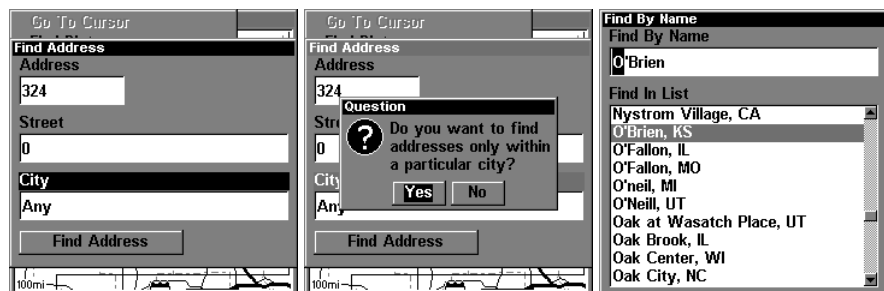 Go To Cursor
Find Address
Address
324
Street
0
City
Any
Find Address
100mi
Go To Cursor
Find Address
Address
324
Question
Do you want to find
addresses only within
a particular city?
Yes No
0
City
Any
Find Address
100mi
Find By Name
Find By Name
O'Brien
Find In List
Nystrom Village, CA
O'Brien, KS
O'Fallon, IL
O'Fallon, MO
O'neil, MI
O'Neill, UT
Oak at Wasatch Place, UT
Oak Brook, IL
Oak Center, WI
Oak City, NC